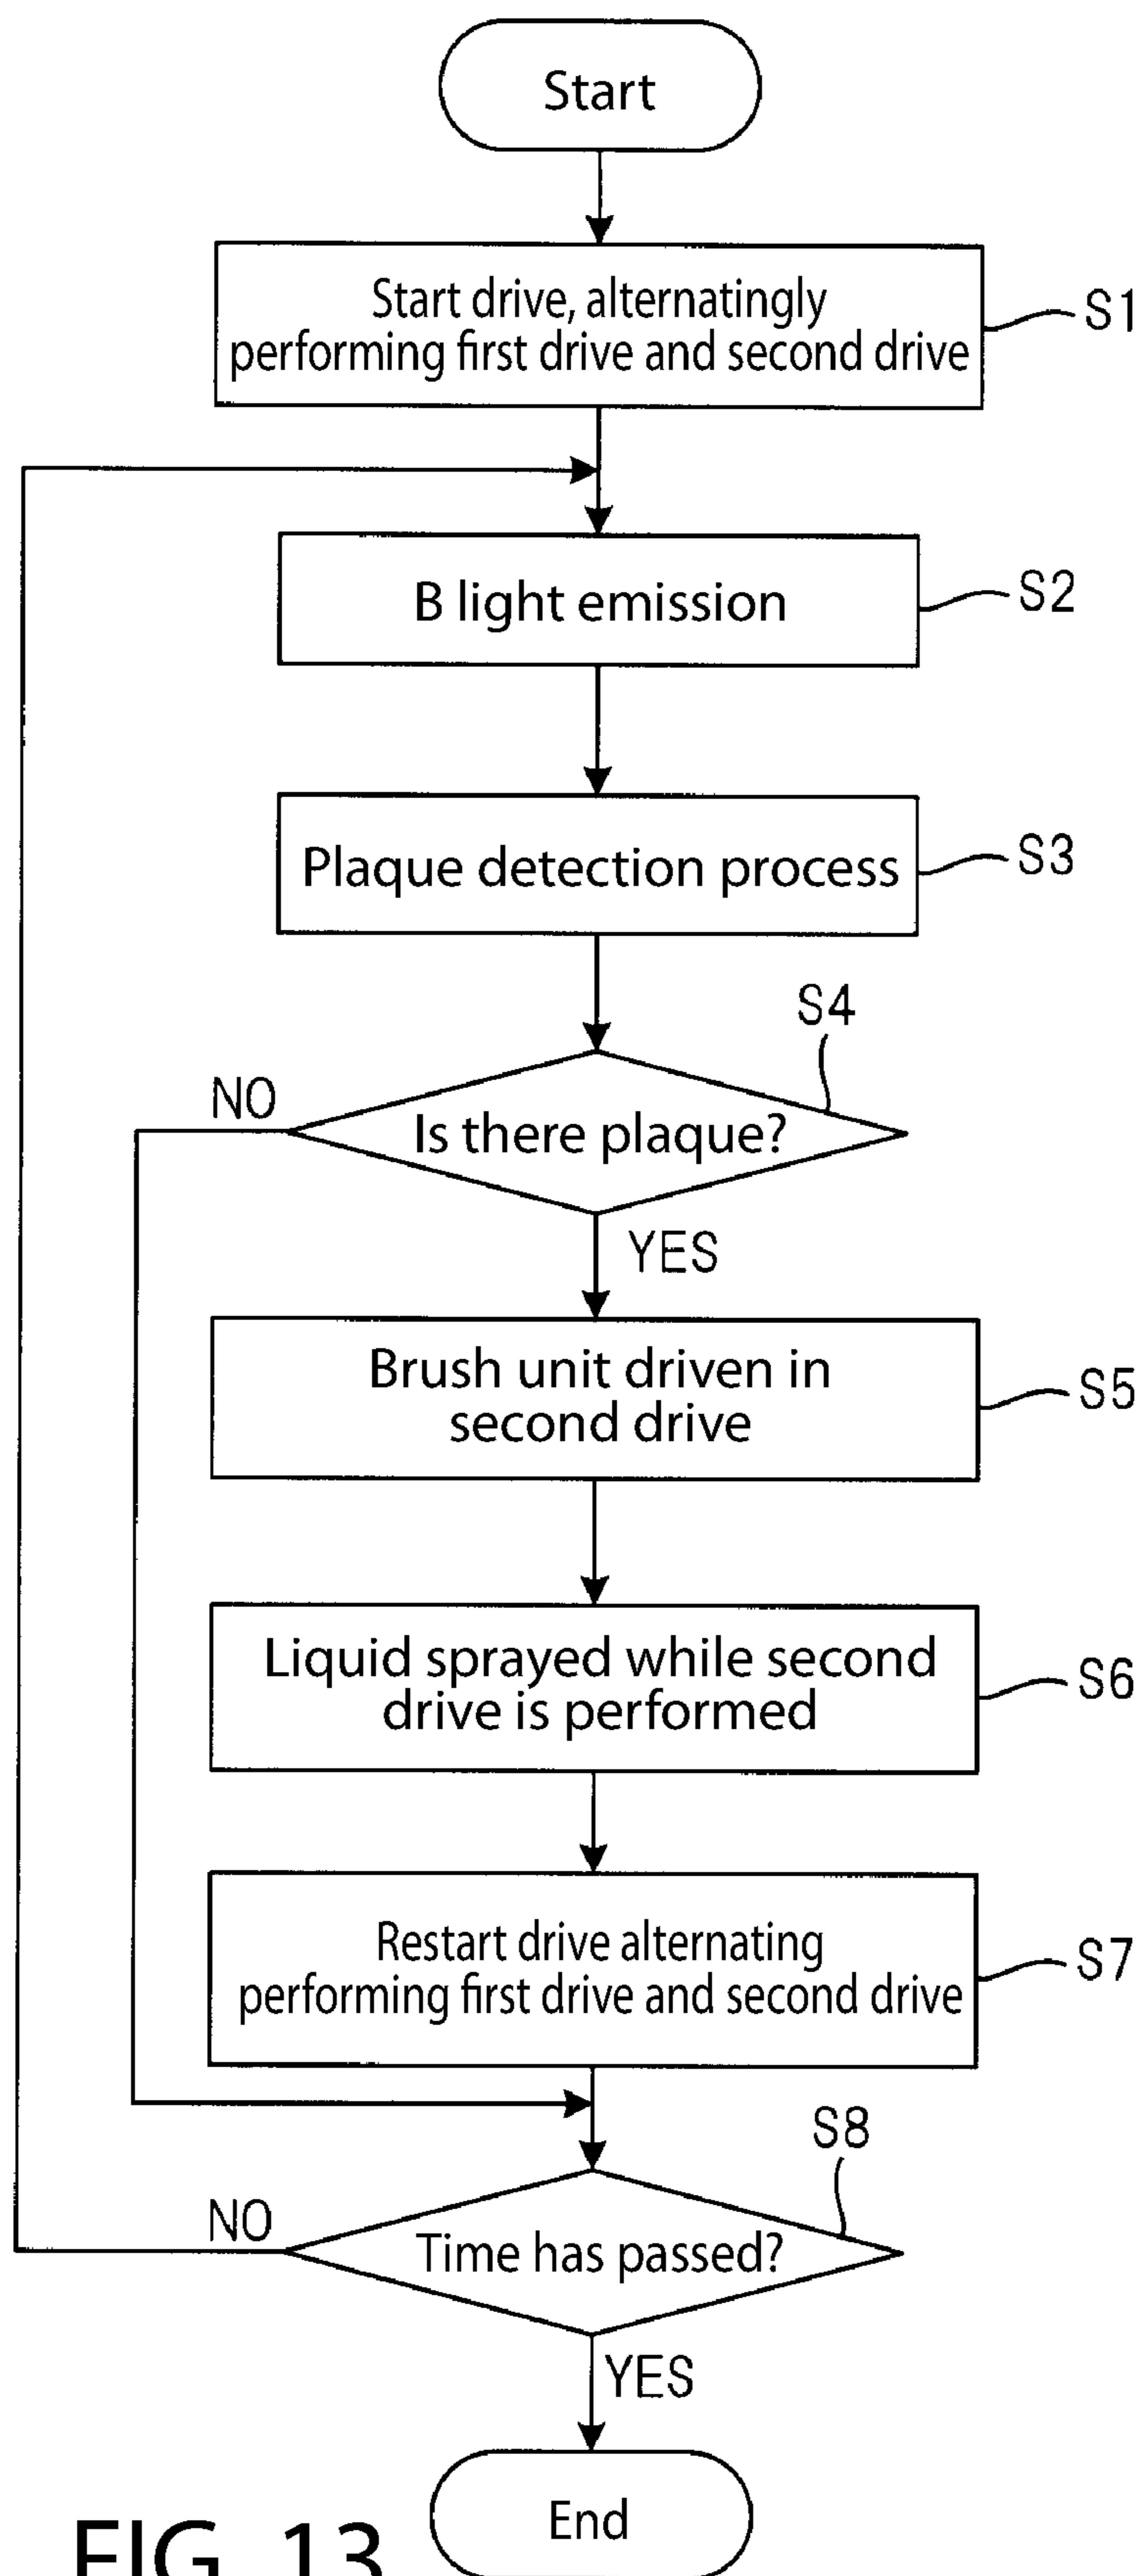 Start
Start drive, alternatingly
performing first drive and second drive
S1
B light emission
S2
Plaque detection process
S3
S4
NO
Is there plaque?
YES
Brush unit driven in
second drive
S5
Liquid sprayed while second
drive is performed
S6
Restart drive alternating
performing first drive and second drive
S7
S8
NO
Time has passed?
YES
End
FIG. 13